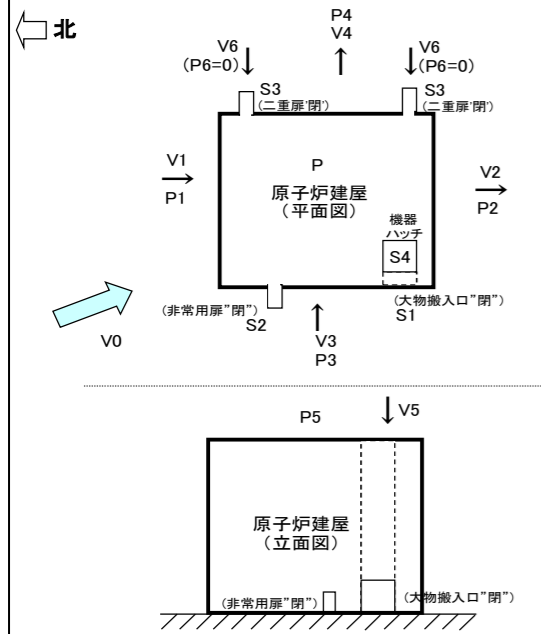 北
P4
V4
V6
(P6=0)
V6
(P6=0)
S3
(二重扉'閉')
S3
(二重扉'閉')
V1
P1
P
原子炉建屋
(平面図)
V2
P2
機器
ハッチ
S4
(非常用扉"閉")
S2
(大物搬入口"閉")
S1
V0
V3
P3
P5
V5
原子炉建屋
(立面図)
(非常用扉"閉")
(大物搬入口"閉")